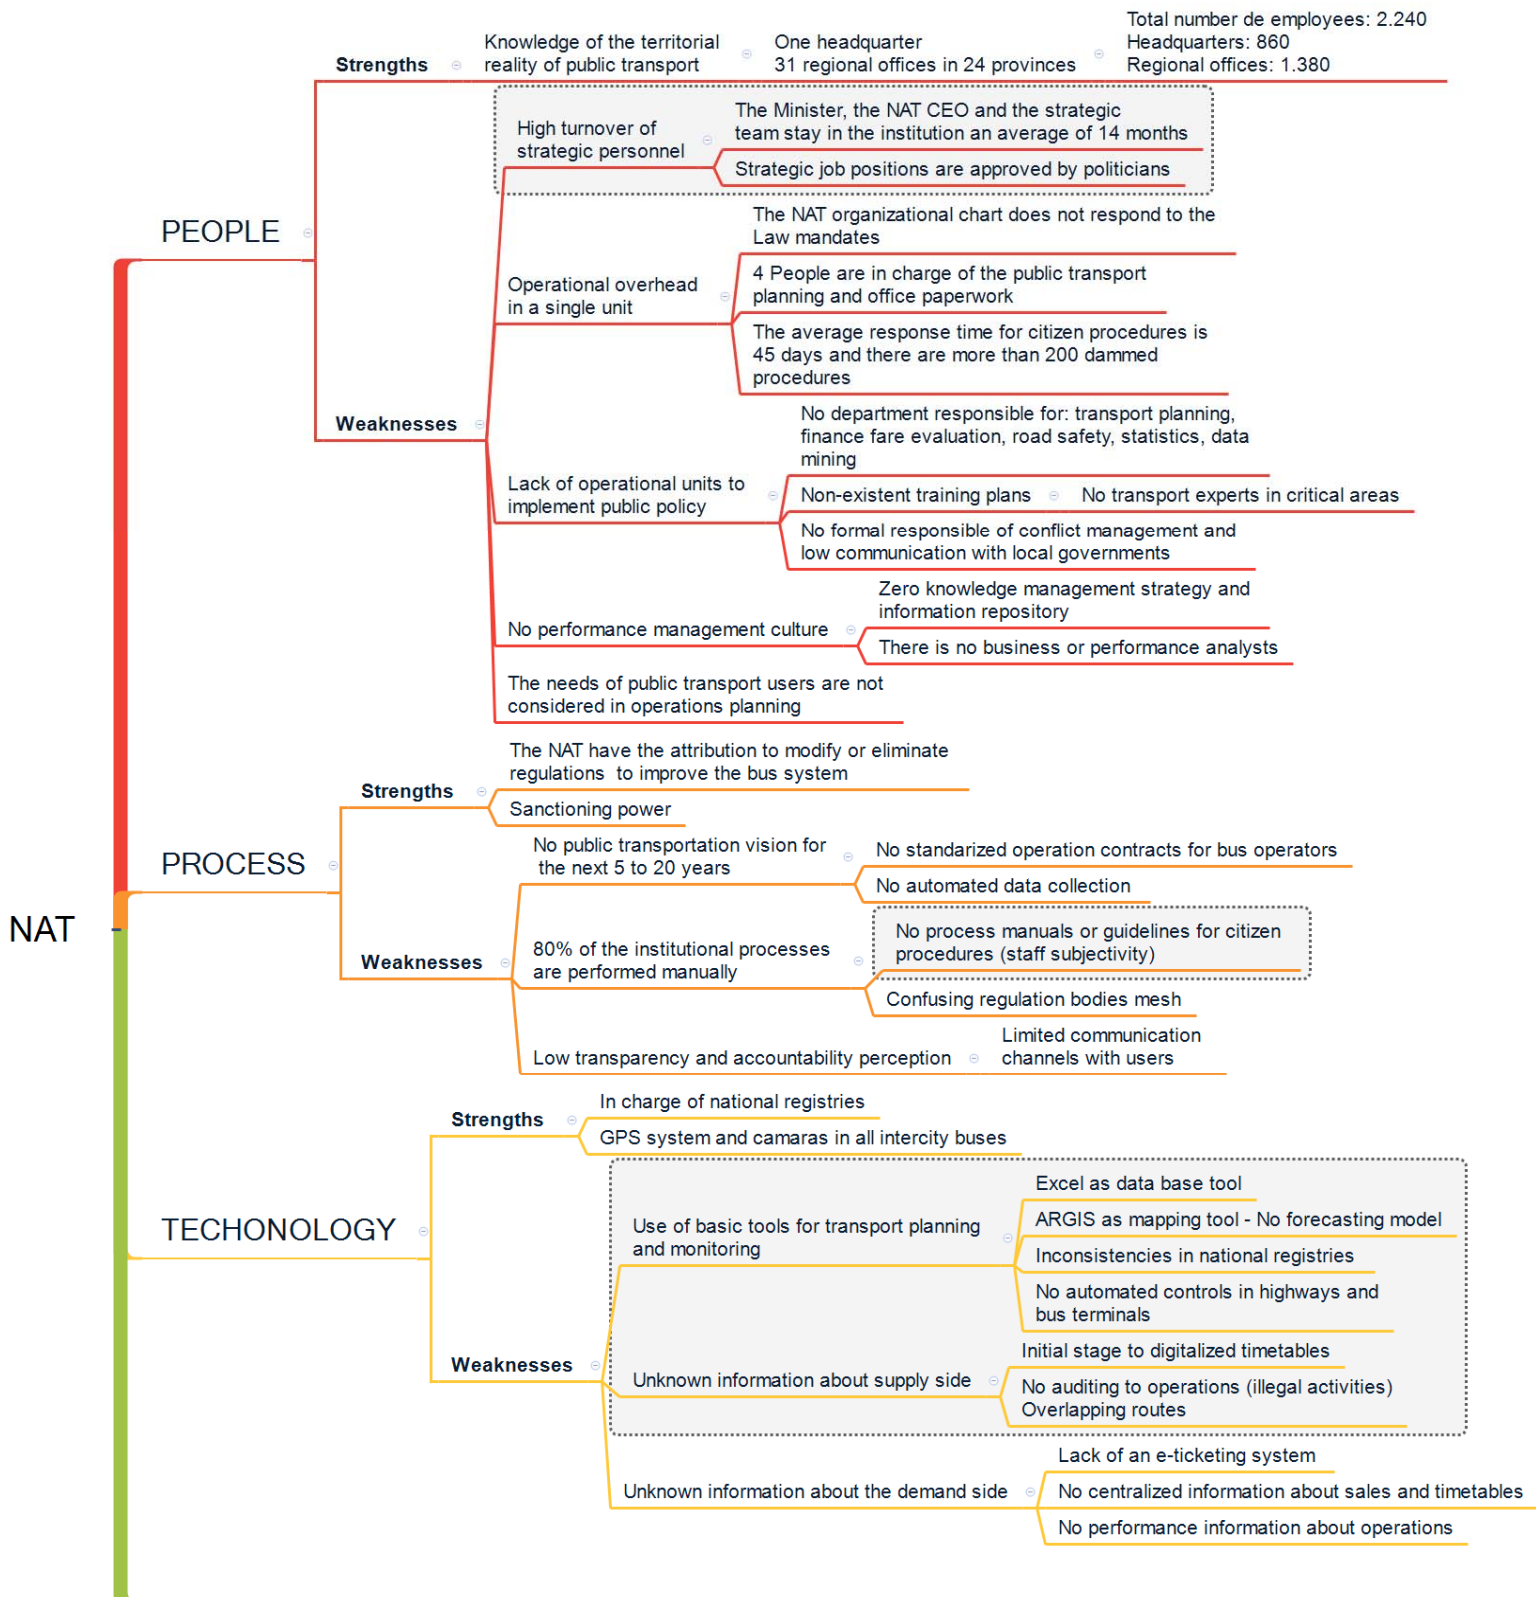 NAT
PEOPLE
Strengths
Knowledge of the territorial
reality of public transport
One headquarter
31 regional offices in 24 provinces
Total number de employees: 2.240
Headquarters: 860
Regional offices: 1.380
Weaknesses
High turnover of
strategic personnel
The Minister, the NAT CEO and the strategic
team stay in the institution an average of 14 months
Strategic job positions are approved by politicians
Operational overhead
in a single unit
The NAT organizational chart does not respond to the
Law mandates
4 People are in charge of the public transport
planning and office paperwork
The average response time for citizen procedures is
45 days and there are more than 200 dammed
procedures
Lack of operational units to
implement public policy
No department responsible for: transport planning,
finance fare evaluation, road safety, statistics, data
mining
Non-existent training plans
No transport experts in critical areas
No formal responsible of conflict management and
low communication with local governments
No performance management culture
Zero knowledge management strategy and
information repository
There is no business or performance analysts
The needs of public transport users are not
considered in operations planning
PROCESS
Strengths
The NAT have the attribution to modify or eliminate
regulations to improve the bus system
Sanctioning power
Weaknesses
No public transportation vision for
the next 5 to 20 years
No standarized operation contracts for bus operators
No automated data collection
80% of the institutional processes
are performed manually
No process manuals or guidelines for citizen
procedures (staff subjectivity)
Confusing regulation bodies mesh
Low transparency and accountability perception
Limited communication
channels with users
TECHONOLOGY
Strengths
In charge of national registries
GPS system and camaras in all intercity buses
Weaknesses
Use of basic tools for transport planning
and monitoring
Excel as data base tool
ARGIS as mapping tool - No forecasting model
Inconsistencies in national registries
No automated controls in highways and
bus terminals
Unknown information about supply side
Initial stage to digitalized timetables
No auditing to operations (illegal activities)
Overlapping routes
Unknown information about the demand side
Lack of an e-ticketing system
No centralized information about sales and timetables
No performance information about operations